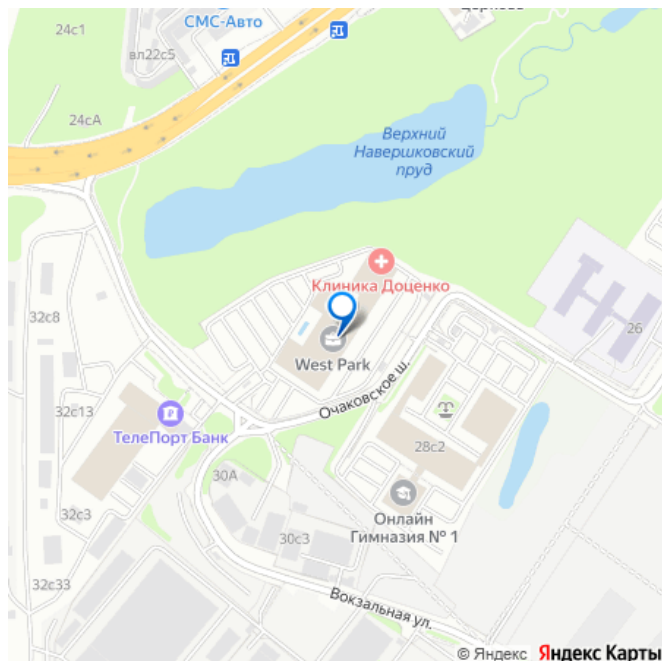 24с1
СМС-Авто
вл22с5
24сА
Верхний
Навершковский
пруд
Клиника Доценко
32с8
26
West Park
Очаковское ш.
32с13
ТелеПорт Банк
28с2
30А
32с3
Онлайн
Гимназия № 1
30с3
32с33
Вокзальная ул.
© Яндекс Яндекс Карты